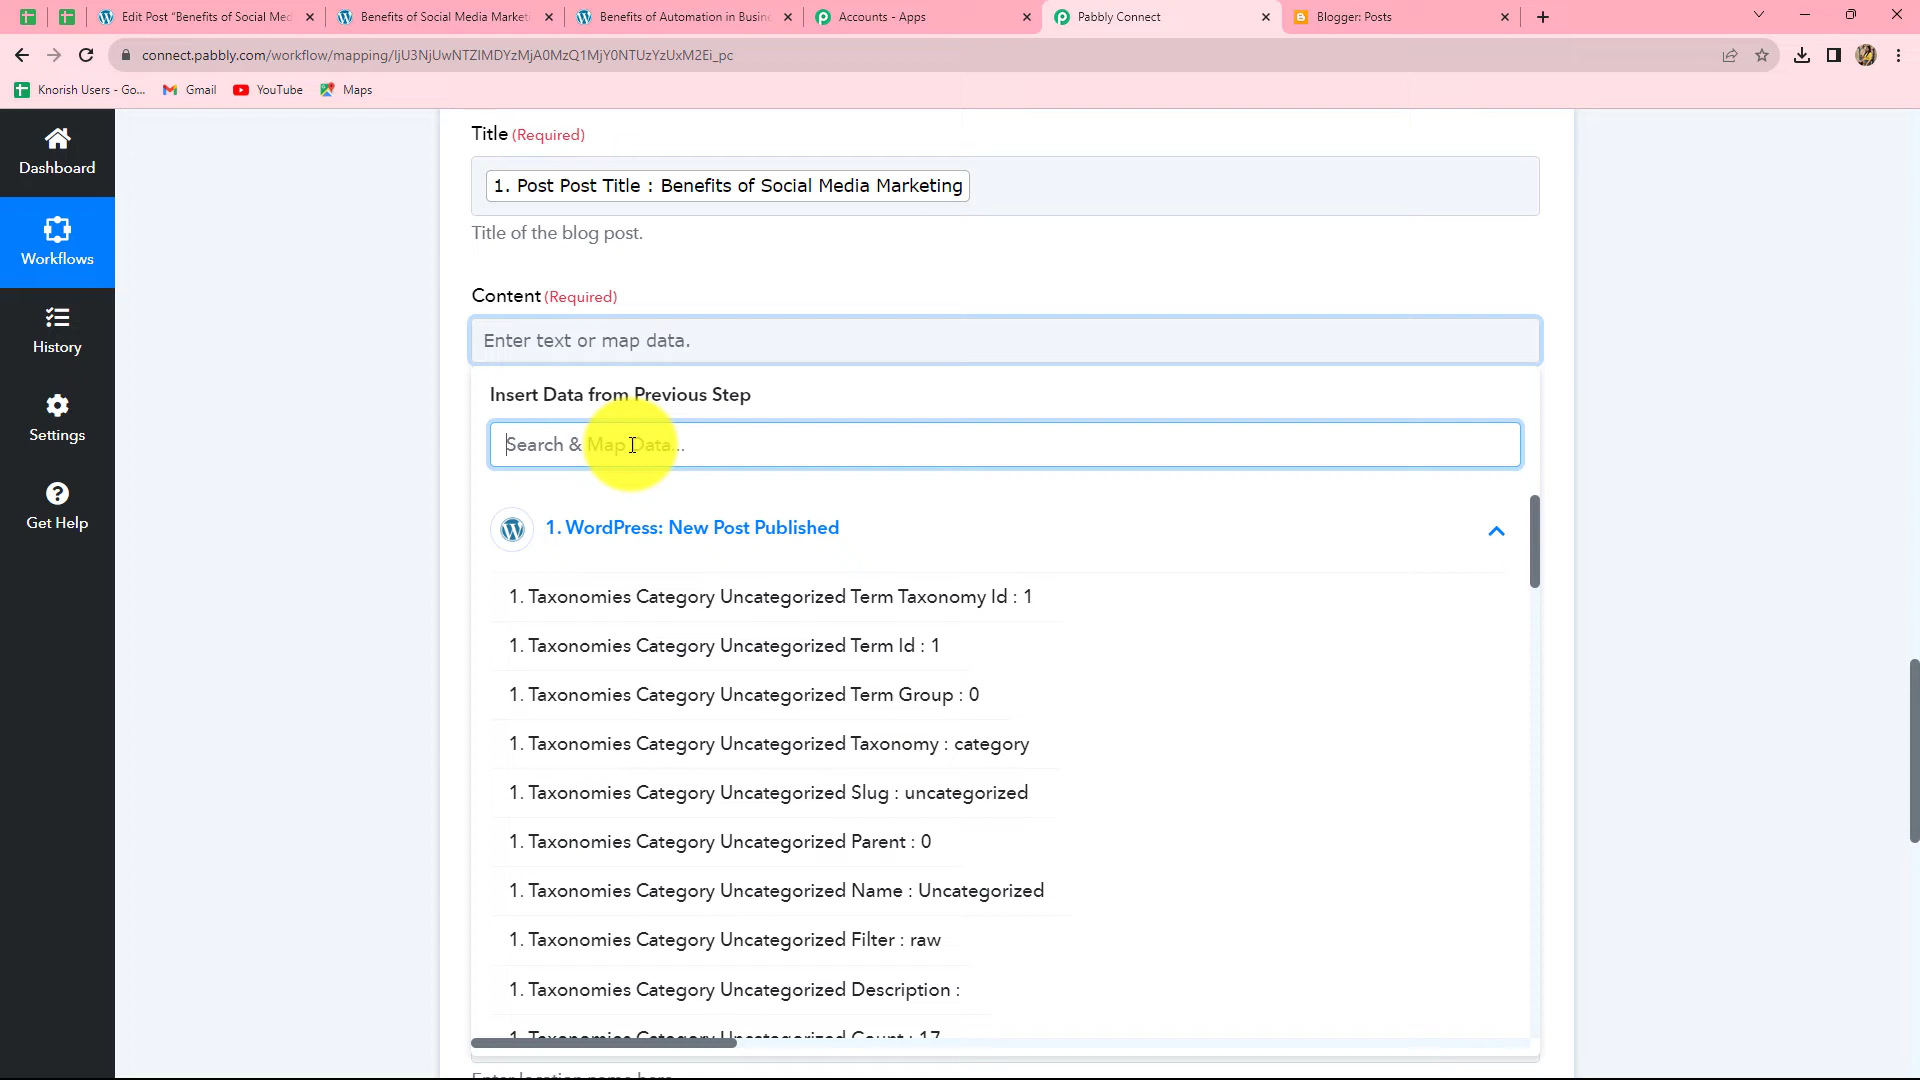 Edit Post “Benefits of Social Med
Benefits of Social Media Market
Benefits of Automation in Busin
Accounts - Apps
Pabbly Connect
Blogger: Posts
connect.pabbly.com/workflow/mapping/IjU3NjUwNTZlMDYzMjA0MzQ1MjY0NTUzYzUxM2Ei_pc
Knorish Users - Go...
Gmail
YouTube
Maps
Dashboard
Workflows
History
Settings
Get Help
Title (Required)
1. Post Post Title : Benefits of Social Media Marketing
Title of the blog post.
Content (Required)
Enter text or map data.
Insert Data from Previous Step
Search & Map Data...
1. WordPress: New Post Published
1. Taxonomies Category Uncategorized Term Taxonomy Id : 1
1. Taxonomies Category Uncategorized Term Id : 1
1. Taxonomies Category Uncategorized Term Group : 0
1. Taxonomies Category Uncategorized Taxonomy : category
1. Taxonomies Category Uncategorized Slug : uncategorized
1. Taxonomies Category Uncategorized Parent : 0
1. Taxonomies Category Uncategorized Name : Uncategorized
1. Taxonomies Category Uncategorized Filter : raw
1. Taxonomies Category Uncategorized Description :
1. Taxonomies Category Uncategorized Count : 17
Enter location name here